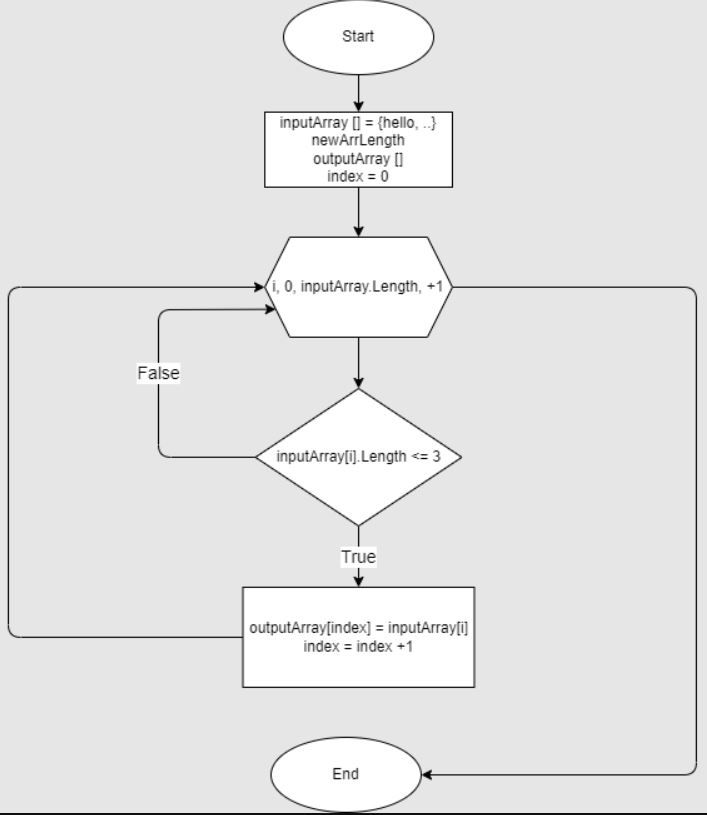 Start
inputArray [] = {hello, ..}
newArrLength
outputArray []
index = 0
i, 0, inputArray.Length, +1
False
inputArray[i].Length <= 3
True
outputArray[index] = inputArray[i]
index = index +1
End